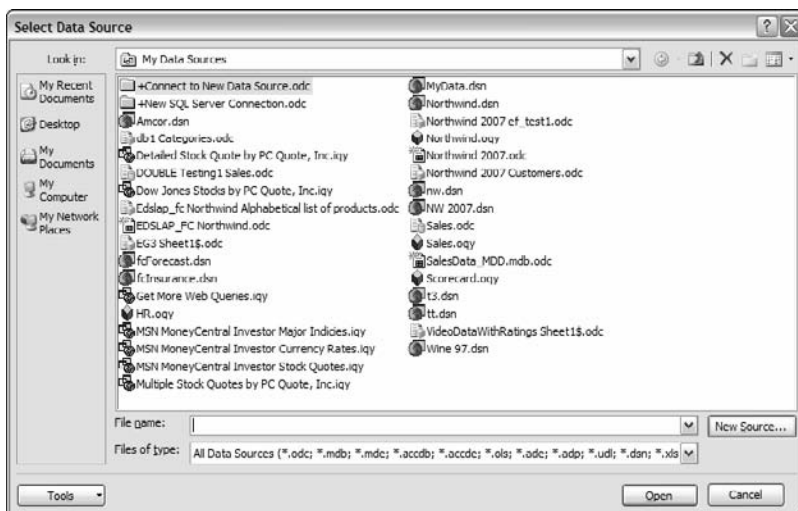 Select Data Source
Look in:
My Data Sources
My Recent Documents
Desktop
My Documents
My Computer
My Network Places
+Connect to New Data Source.odc
+New SQL Server Connection.odc
Amcor.dsn
db1 Categories.odc
Detailed Stock Quote by PC Quote, Inc.iqy
DOUBLE Testing1 Sales.odc
Dow Jones Stocks by PC Quote, Inc.iqy
Edslap_fc Northwind Alphabetical list of products.odc
EDSLAP_FC Northwind.odc
EG3 Sheet1$.odc
fcForecast.dsn
fcInsurance.dsn
Get More Web Queries.iqy
HR.oqy
MSN MoneyCentral Investor Major Indicies.iqy
MSN MoneyCentral Investor Currency Rates.iqy
MSN MoneyCentral Investor Stock Quotes.iqy
Multiple Stock Quotes by PC Quote, Inc.iqy
MyData.dsn
Northwind.dsn
Northwind 2007 cf_test1.odc
Northwind.oqy
Northwind 2007.odc
Northwind 2007 Customers.odc
nw.dsn
NW 2007.dsn
Sales.odc
Sales.oqy
SalesData_MDD.mdb.odc
Scorecard.oqy
t3.dsn
tt.dsn
VideoDataWithRatings Sheet1$.odc
Wine 97.dsn
File name:
New Source...
Files of type:
All Data Sources (*.odc; *.mdb; *.mde; *.accdb; *.accde; *.ols; *.ade; *.adp; *.udl; *.dsn; *.xls
Tools
Open
Cancel